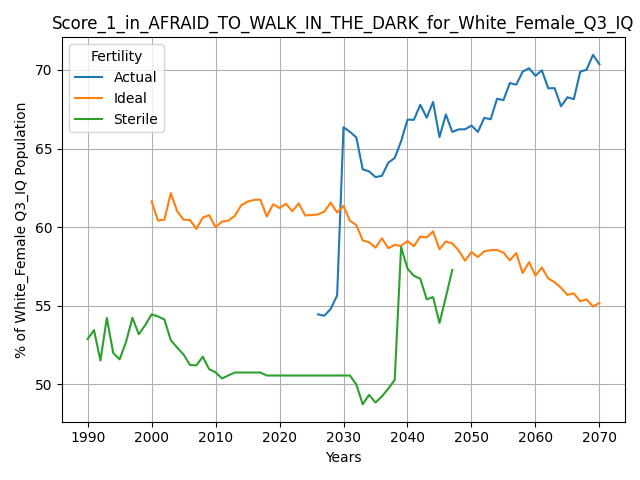 Score_1_in_AFRAID_TO_WALK_IN_THE_DARK_for_White_Female_Q3_IQ
Fertility
Actual
Ideal
Sterile
% of White_Female Q3_IQ Population
70
65
60
55
50
1990 2000 2010 2020 2030 2040 2050 2060 2070
Years